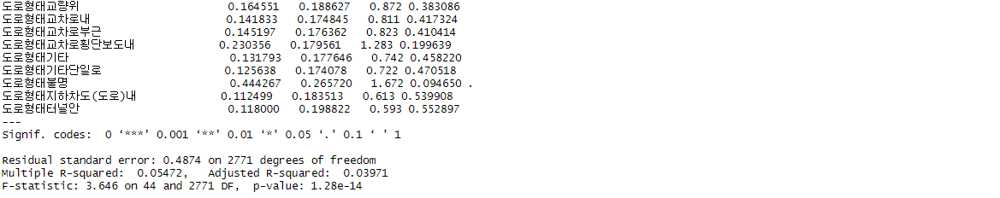 도로형태교량위 0.164551 0.188627 0.872 0.383086
도로형태교차로내 0.141833 0.174845 0.811 0.417324
도로형태교차로부근 0.145197 0.176362 0.823 0.410414
도로형태교차로횡단보도내 0.230356 0.179561 1.283 0.199639
도로형태기타 0.131793 0.177646 0.742 0.458220
도로형태기타단일로 0.125638 0.174078 0.722 0.470518
도로형태불명 0.444267 0.265720 1.672 0.094650 .
도로형태지하차도(도로)내 0.112499 0.183513 0.613 0.539908
도로형태터널안 0.118000 0.198822 0.593 0.552897
---
Signif. codes: 0 ‘***’ 0.001 ‘**’ 0.01 ‘*’ 0.05 ‘.’ 0.1 ‘ ’ 1
Residual standard error: 0.4874 on 2771 degrees of freedom
Multiple R-squared: 0.05472, Adjusted R-squared: 0.03971
F-statistic: 3.646 on 44 and 2771 DF, p-value: 1.28e-14